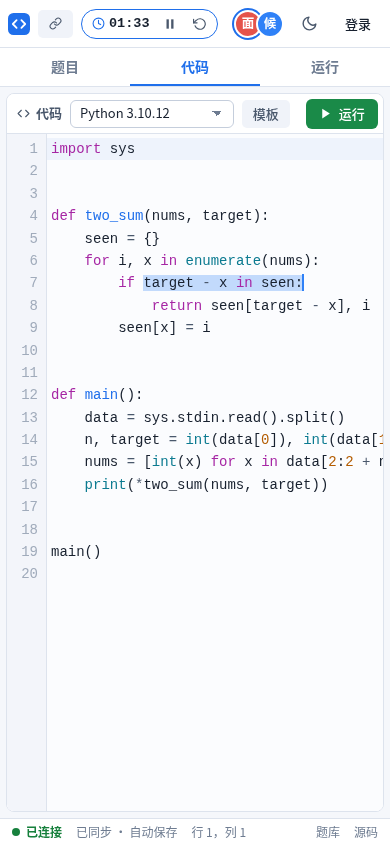 01:33 面 候 登录
题目 代码 运行
代码 Python 3.10.12 模板 运行
1 import sys
2
3
4 def two_sum(nums, target):
5     seen = {}
6     for i, x in enumerate(nums):
7         if target - x in seen:
8             return seen[target - x], i
9         seen[x] = i
10
11
12 def main():
13     data = sys.stdin.read().split()
14     n, target = int(data[0]), int(data[1
15     nums = [int(x) for x in data[2:2 + n
16     print(*two_sum(nums, target))
17
18
19 main()
20
已连接 已同步 · 自动保存 行 1，列 1 题库 源码